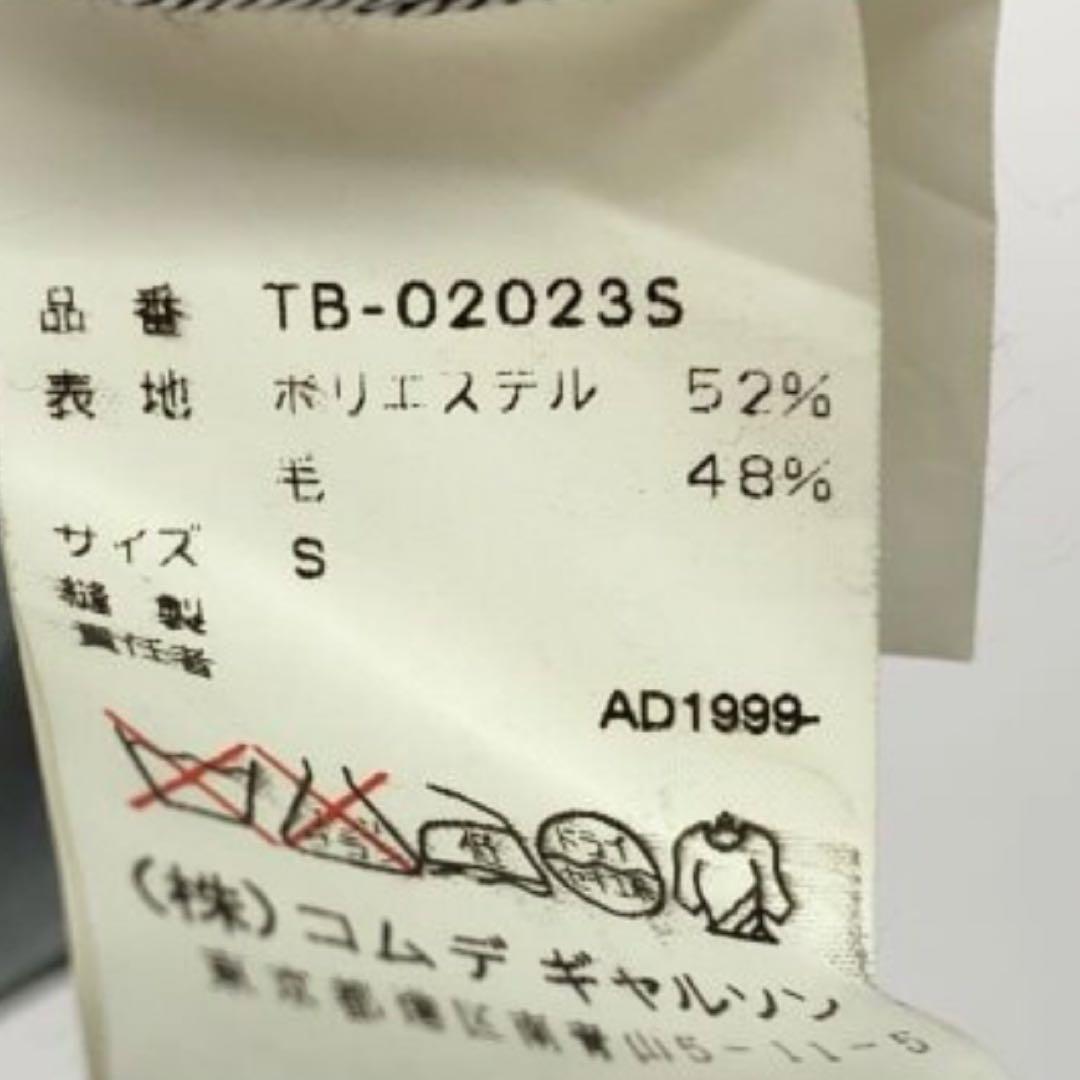 品番 TB-02023S
表地 ポリエステル 52%
毛 48%
サイズ S
縫製
責任者
AD1999-
低 ドライ
(株)コムデ ギャルソン
東京都港区南青山5-11-5